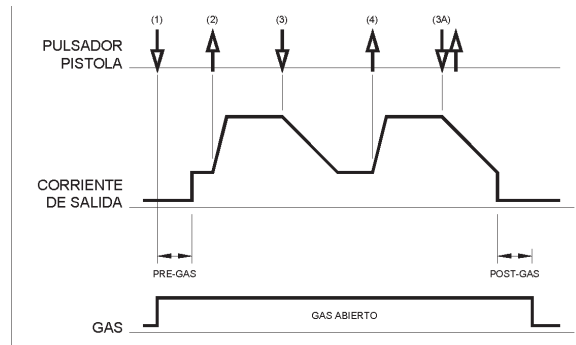 (1)
(2)
(3)
(4)
(3A)
PULSADOR
PISTOLA
CORRIENTE
DE SALIDA
PRE-GAS
POST-GAS
GAS ABIERTO
GAS